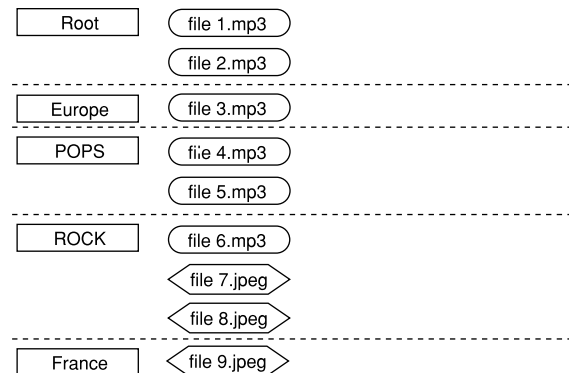 Root file 1.mp3
file 2.mp3
Europe file 3.mp3
POPS file 4.mp3
file 5.mp3
ROCK file 6.mp3
file 7.jpeg
file 8.jpeg
France file 9.jpeg